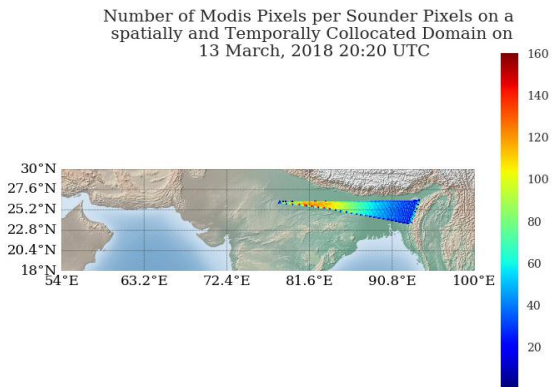 Number of Modis Pixels per Sounder Pixels on a
spatially and Temporally Collocated Domain on
13 March, 2018 20:20 UTC
160
140
120
100
80
60
40
20
30°N
27.6°N
25.2°N
22.8°N
20.4°N
18°N
54°E
63.2°E
72.4°E
81.6°E
90.8°E
100°E